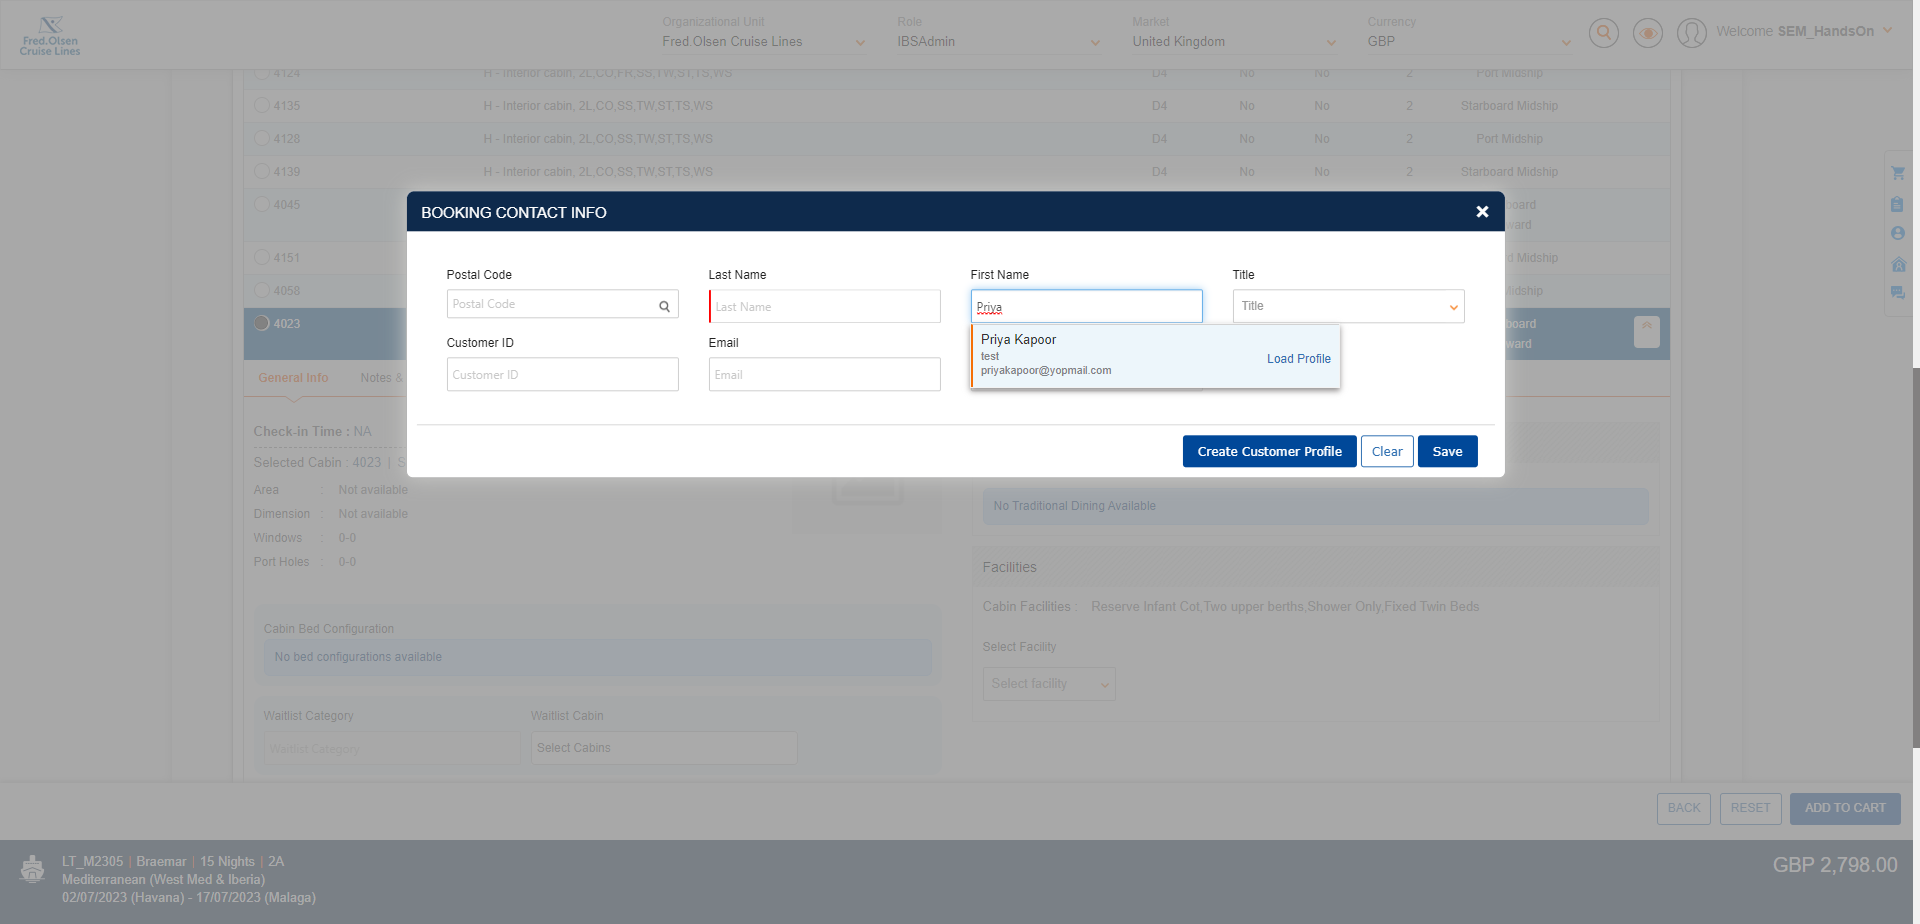 Fred.Olsen
Cruise Lines
Organizational Unit
Fred.Olsen Cruise Lines
Role
IBSAdmin
Market
United Kingdom
Currency
GBP
Welcome SEM_HandsOn
4124 H - Interior cabin, 2L,CO,FR,SS,TW,ST,TS,WS D4 No No 2 Port Midship
4135 H - Interior cabin, 2L,CO,SS,TW,ST,TS,WS D4 No No 2 Starboard Midship
4128 H - Interior cabin, 2L,CO,SS,TW,ST,TS,WS D4 No No 2 Port Midship
4139 H - Interior cabin, 2L,CO,SS,TW,ST,TS,WS D4 No No 2 Starboard Midship
4045
4151
4058
4023
BOOKING CONTACT INFO
Postal Code
Postal Code
Last Name
Last Name
First Name
Priya
Title
Title
Customer ID
Customer ID
Email
Email
Priya Kapoor
test
priyakapoor@yopmail.com
Load Profile
Create Customer Profile
Clear
Save
General Info
Notes &
Check-in Time : NA
Selected Cabin : 4023 | S
Area : Not available
Dimension : Not available
Windows : 0-0
Port Holes : 0-0
No Traditional Dining Available
Facilities
Cabin Facilities : Reserve Infant Cot,Two upper berths,Shower Only,Fixed Twin Beds
Select Facility
Select facility
Cabin Bed Configuration
No bed configurations available
Waitlist Category
Waitlist Category
Waitlist Cabin
Select Cabins
BACK
RESET
ADD TO CART
LT_M2305 | Braemar | 15 Nights | 2A
Mediterranean (West Med & Iberia)
02/07/2023 (Havana) - 17/07/2023 (Malaga)
GBP 2,798.00